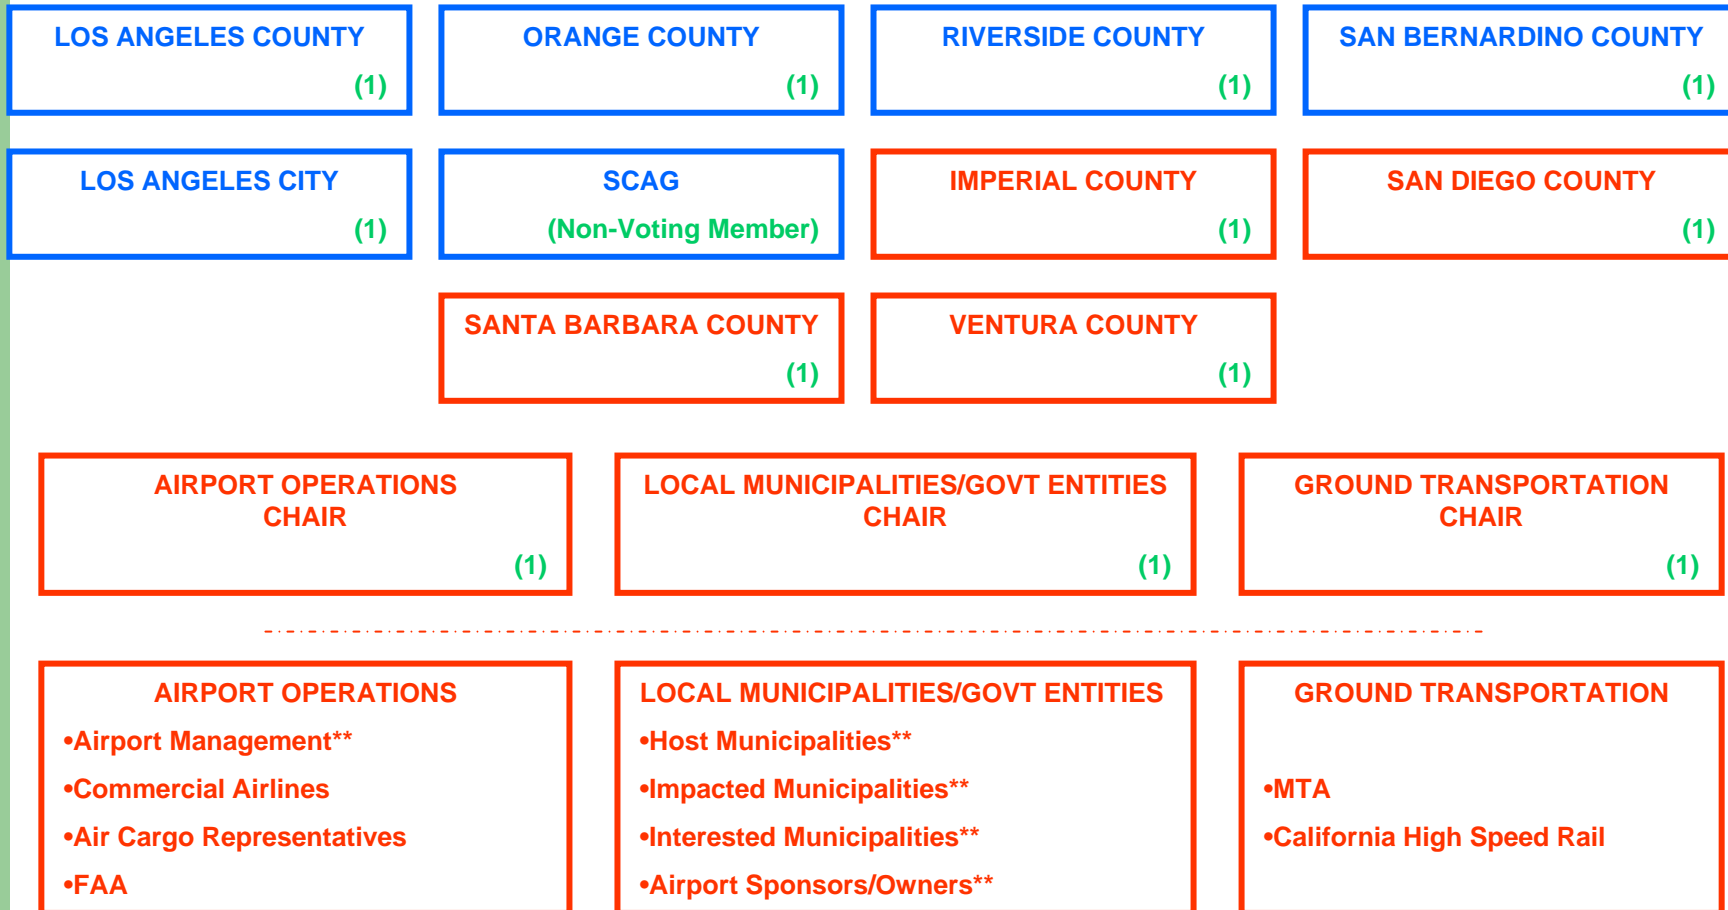 LOS ANGELES COUNTY
(1)
ORANGE COUNTY
(1)
RIVERSIDE COUNTY
(1)
SAN BERNARDINO COUNTY
(1)
LOS ANGELES CITY
(1)
SCAG
(Non-Voting Member)
IMPERIAL COUNTY
(1)
SAN DIEGO COUNTY
(1)
SANTA BARBARA COUNTY
(1)
VENTURA COUNTY
(1)
AIRPORT OPERATIONS
CHAIR
(1)
LOCAL MUNICIPALITIES/GOVT ENTITIES
CHAIR
(1)
GROUND TRANSPORTATION
CHAIR
(1)
AIRPORT OPERATIONS
•Airport Management**
•Commercial Airlines
•Air Cargo Representatives
•FAA
LOCAL MUNICIPALITIES/GOVT ENTITIES
•Host Municipalities**
•Impacted Municipalities**
•Interested Municipalities**
•Airport Sponsors/Owners**
GROUND TRANSPORTATION
•MTA
•California High Speed Rail